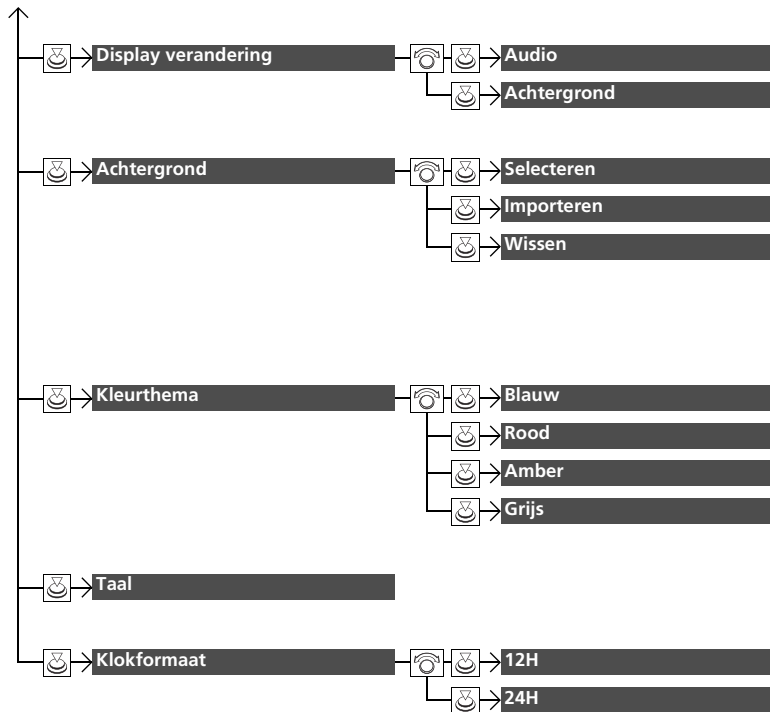 Display verandering
Audio
Achtergrond
Achtergrond
Selecteren
Importeren
Wissen
Kleurthema
Blauw
Rood
Amber
Grijs
Taal
Klokformaat
12H
24H